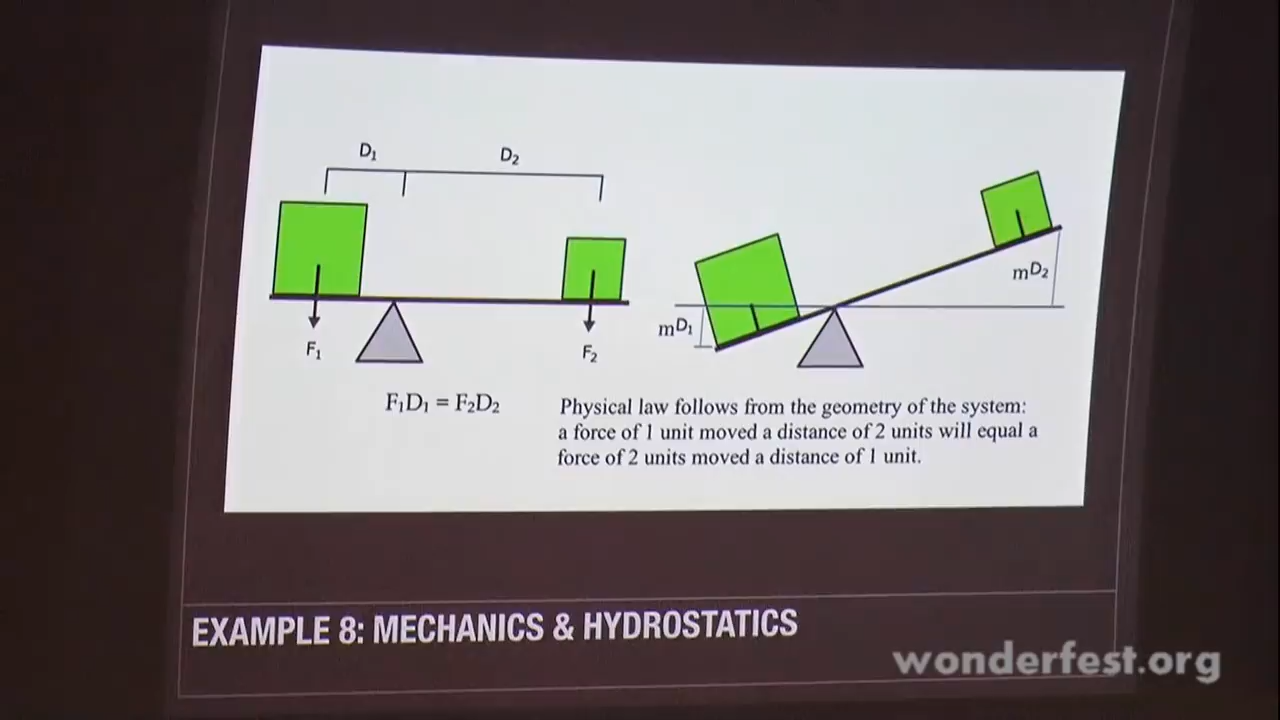 D₁
D₂
F₁
F₂
F₁D₁ = F₂D₂
mD₁
mD₂
Physical law follows from the geometry of the system:
a force of 1 unit moved a distance of 2 units will equal a
force of 2 units moved a distance of 1 unit.
EXAMPLE 8: MECHANICS & HYDROSTATICS
wonderfest.org